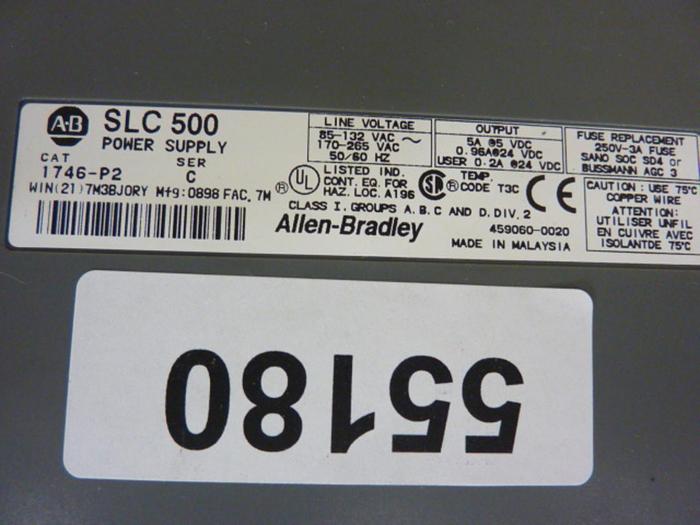 A-B
SLC 500
POWER SUPPLY
CAT SER
1746-P2 C
WIN(21)7M3BJORY Mfg:0898 FAC. 7M
LINE VOLTAGE
85-132 VAC ~
170-265 VAC
50/60 HZ
OUTPUT
5A @5 VDC
0.96A@24 VDC
USER 0.2A @24 VDC
FUSE REPLACEMENT
250V-3A FUSE
SANO SOC SD4 or
BUSSMANN AGC 3
UL LISTED IND.
CONT. EQ. FOR
HAZ. LOC. A196
TEMP.
CODE T3C
CE
CLASS I, GROUPS A, B, C AND D, DIV. 2
Allen-Bradley
459060-0020
MADE IN MALAYSIA
CAUTION: USE 75°C
COPPER WIRE
ATTENTION:
UTILISER UNFIL
EN CUIVRE AVEC
ISOLANTDE 75°C
55180